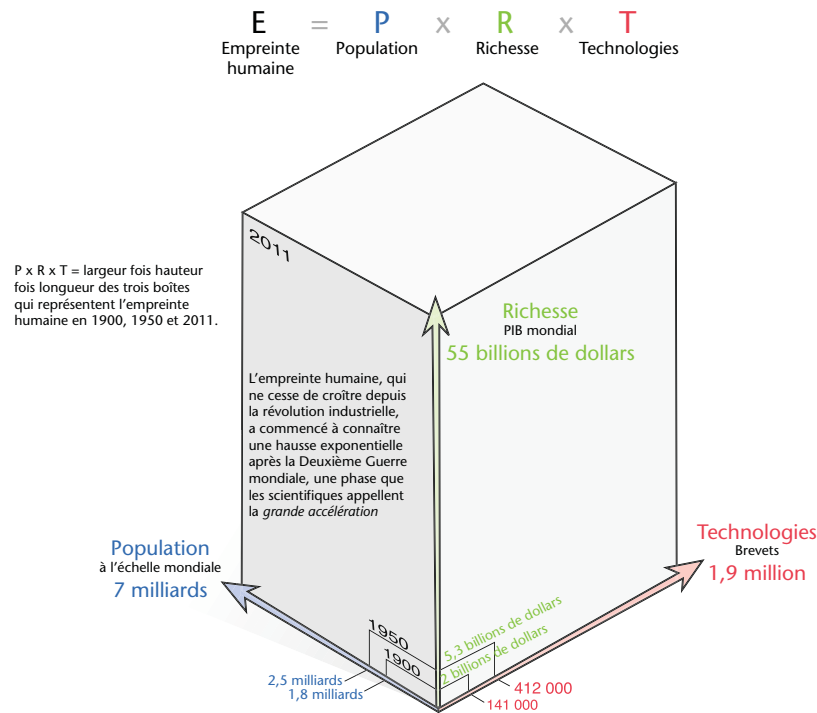 E = P x R x T
Empreinte humaine Population Richesse Technologies
2011
P x R x T = largeur fois hauteur
fois longueur des trois boîtes
qui représentent l’empreinte
humaine en 1900, 1950 et 2011.
Richesse
PIB mondial
55 billions de dollars
L’empreinte humaine, qui
ne cesse de croître depuis
la révolution industrielle,
a commencé à connaître
une hausse exponentielle
après la Deuxième Guerre
mondiale, une phase que
les scientifiques appellent
la grande accélération
Population
à l’échelle mondiale
7 milliards
Technologies
Brevets
1,9 million
1950
1900
5,3 billions de dollars
2 billions de dollars
2,5 milliards
1,8 milliards
412 000
141 000